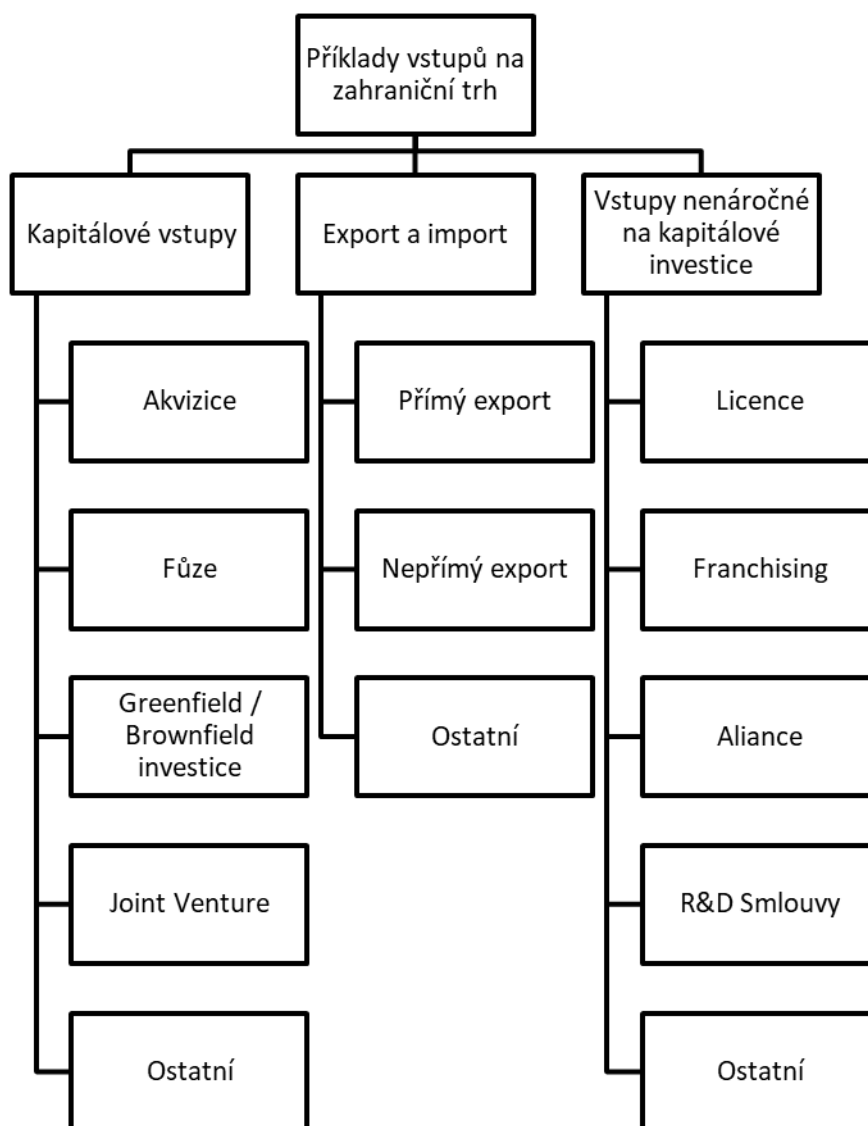 Příklady vstupů na
zahraniční trh
Kapitálové vstupy
Export a import
Vstupy nenáročné
na kapitálové
investice
Akvizice
Přímý export
Licence
Fůze
Nepřímý export
Franchising
Greenfield /
Brownfield
investice
Ostatní
Aliance
Joint Venture
R&D Smlouvy
Ostatní
Ostatní